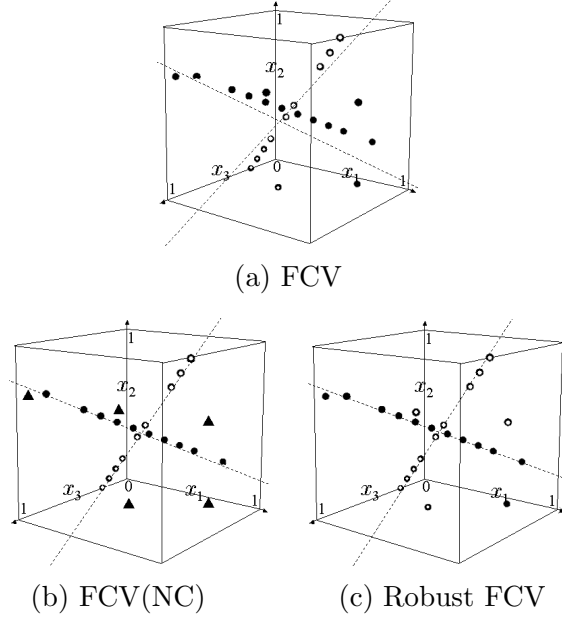 1
x₂
x₃
0
x₁
1
1
(a) FCV
1
x₂
x₃
0
x₁
1
1
(b) FCV(NC)
1
x₂
x₃
0
x₁
1
1
(c) Robust FCV